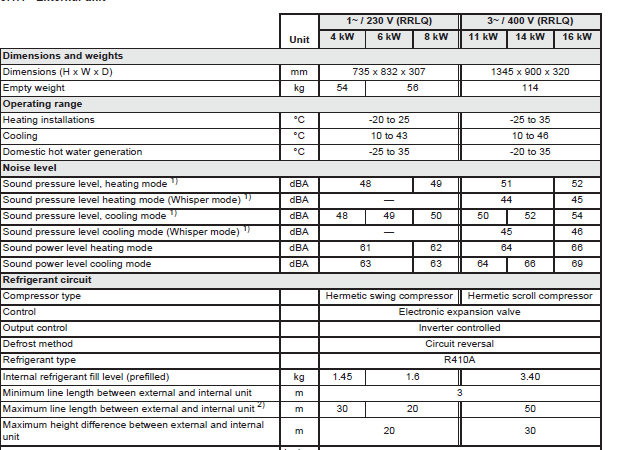 1~ / 230 V (RRLQ) 3~ / 400 V (RRLQ)
Unit 4 kW 6 kW 8 kW 11 kW 14 kW 16 kW
Dimensions and weights
Dimensions (H x W x D) mm 735 x 832 x 307 1345 x 900 x 320
Empty weight kg 54 56 114
Operating range
Heating installations °C -20 to 25 -25 to 35
Cooling °C 10 to 43 10 to 46
Domestic hot water generation °C -25 to 35 -20 to 35
Noise level
Sound pressure level, heating mode 1) dBA 48 49 51 52
Sound pressure level heating mode (Whisper mode) 1) dBA — 44 45
Sound pressure level, cooling mode 1) dBA 48 49 50 50 52 54
Sound pressure level cooling mode (Whisper mode) 1) dBA — 45 46
Sound power level heating mode dBA 61 62 64 66
Sound power level cooling mode dBA 63 63 64 66 69
Refrigerant circuit
Compressor type Hermetic swing compressor Hermetic scroll compressor
Control Electronic expansion valve
Output control Inverter controlled
Defrost method Circuit reversal
Refrigerant type R410A
Internal refrigerant fill level (prefilled) kg 1.45 1.6 3.40
Minimum line length between external and internal unit m 3
Maximum line length between external and internal unit 2) m 30 20 50
Maximum height difference between external and internal
unit m 20 30